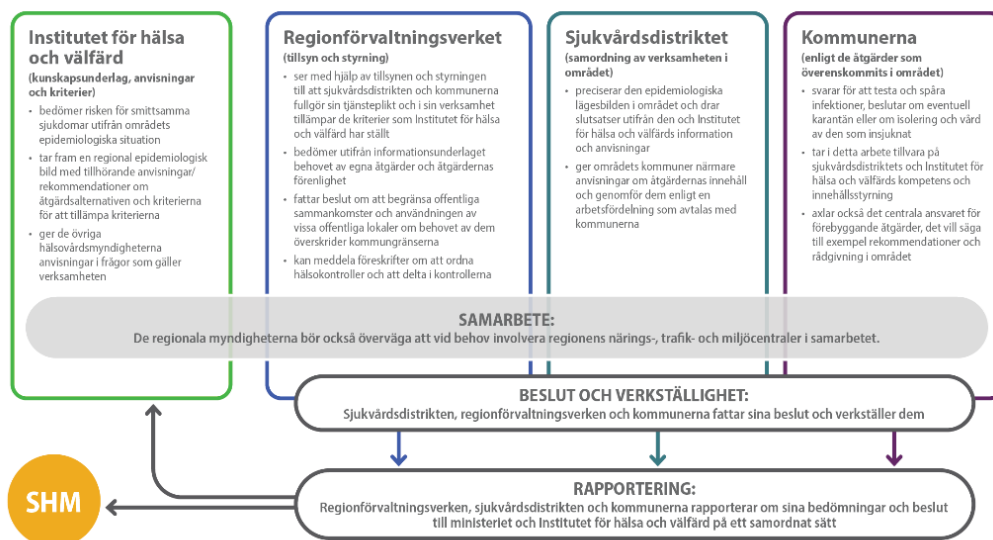 Institutet för hälsa
och välfärd
(kunskapsunderlag, anvisningar
och kriterier)
• bedömer risken för smittsamma
sjukdomar utifrån områdets
epidemiologiska situation
• tar fram en regional epidemiologisk
bild med tillhörande anvisningar/
rekommendationer om
åtgärdsalternativen och kriterierna
för att tillämpa kriterierna
• ger de övriga
hälsovårdsmyndigheterna
anvisningar i frågor som gäller
verksamheten
Regionförvaltningsverket
(tillsyn och styrning)
• ser med hjälp av tillsynen och styrningen
till att sjukvårdsdistrikten och kommunerna
fullgör sin tjänsteplikt och i sin verksamhet
tillämpar de kriterier som Institutet för hälsa
och välfärd har ställt
• bedömer utifrån informationsunderlaget
behovet av egna åtgärder och åtgärdernas
förenlighet
• fattar beslut om att begränsa offentliga
sammankomster och användningen av
vissa offentliga lokaler om behovet av dem
överskrider kommungränserna
• kan meddela föreskrifter om att ordna
hälsokontroller och att delta i kontrollerna
Sjukvårdsdistriktet
(samordning av verksamheten i
området)
• preciserar den epidemiologiska
lägesbilden i området och drar
slutsatser utifrån den och Institutet
för hälsa och välfärds information
och anvisningar
• ger områdets kommuner närmare
anvisningar om åtgärdernas innehåll
och genomför dem enligt en
arbetsfördelning som avtalas med
kommunerna
Kommunerna
(enligt de åtgärder som
överenskommits i området)
• svarar för att testa och spåra
infektioner, beslutar om eventuell
karantän eller om isolering och vård
av den som insjuknat
• tar i detta arbete tillvara på
sjukvårdsdistriktets och Institutet för
hälsa och välfärds kompetens och
innehållsstyrning
• axlar också det centrala ansvaret för
förebyggande åtgärder, det vill säga
till exempel rekommendationer och
rådgivning i området
SAMARBETE:
De regionala myndigheterna bör också överväga att vid behov involvera regionens närings-, trafik- och miljöcentraler i samarbetet.
BESLUT OCH VERKSTÄLLIGHET:
Sjukvårdsdistrikten, regionförvaltningsverken och kommunerna fattar sina beslut och verkställer dem
SHM
RAPPORTERING:
Regionförvaltningsverken, sjukvårdsdistrikten och kommunerna rapporterar om sina bedömningar och beslut
till ministeriet och Institutet för hälsa och välfärd på ett samordnat sätt